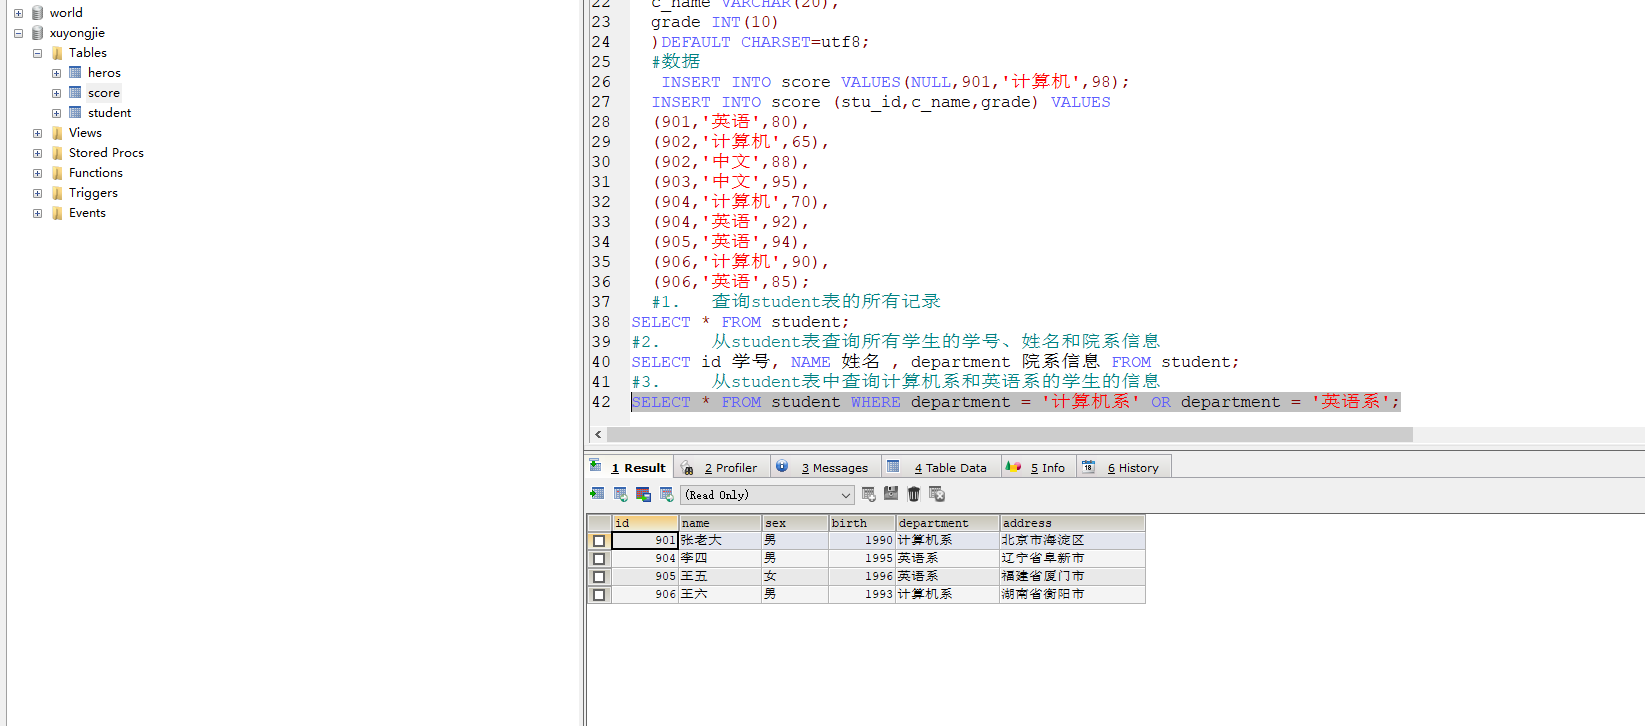 world
xuyongjie
Tables
heros
score
student
Views
Stored Procs
Functions
Triggers
Events
22 c_name VARCHAR(20),
23 grade INT(10)
24 )DEFAULT CHARSET=utf8;
25 #数据
26 INSERT INTO score VALUES(NULL,901,'计算机',98);
27 INSERT INTO score (stu_id,c_name,grade) VALUES
28 (901,'英语',80),
29 (902,'计算机',65),
30 (902,'中文',88),
31 (903,'中文',95),
32 (904,'计算机',70),
33 (904,'英语',92),
34 (905,'英语',94),
35 (906,'计算机',90),
36 (906,'英语',85);
37 #1. 查询student表的所有记录
38 SELECT * FROM student;
39 #2. 从student表查询所有学生的学号、姓名和院系信息
40 SELECT id 学号, NAME 姓名 , department 院系信息 FROM student;
41 #3. 从student表中查询计算机系和英语系的学生的信息
42 SELECT * FROM student WHERE department = '计算机系' OR department = '英语系';
1 Result 2 Profiler 3 Messages 4 Table Data 5 Info 18 6 History
(Read Only)
id name sex birth department address
901 张老大 男 1990 计算机系 北京市海淀区
904 李四 男 1995 英语系 辽宁省阜新市
905 王五 女 1996 英语系 福建省厦门市
906 王六 男 1993 计算机系 湖南省衡阳市